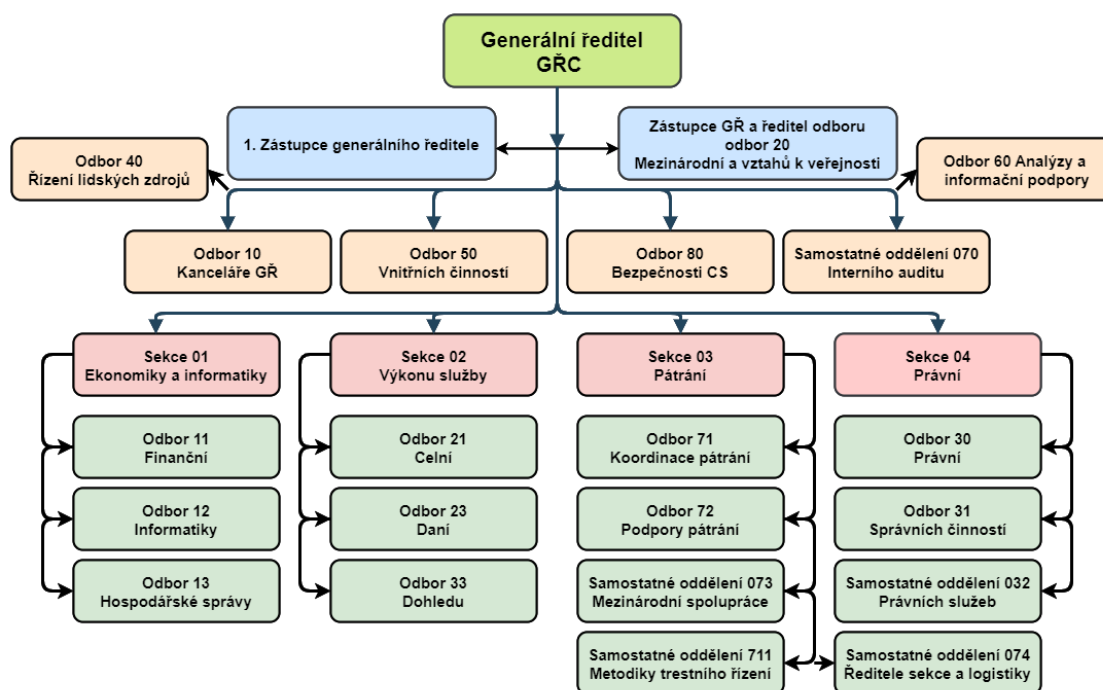 Generální ředitel
GŘC
1. Zástupce generálního ředitele
Zástupce GŘ a ředitel odboru
odbor 20
Mezinárodní a vztahů k veřejnosti
Odbor 40
Řízení lidských zdrojů
Odbor 60 Analýzy a
informační podpory
Odbor 10
Kanceláře GŘ
Odbor 50
Vnitřních činností
Odbor 80
Bezpečnosti CS
Samostatné oddělení 070
Interního auditu
Sekce 01
Ekonomiky a informatiky
Sekce 02
Výkonu služby
Sekce 03
Pátrání
Sekce 04
Právní
Odbor 11
Finanční
Odbor 21
Celní
Odbor 71
Koordinace pátrání
Odbor 30
Právní
Odbor 12
Informatiky
Odbor 23
Daní
Odbor 72
Podpory pátrání
Odbor 31
Správních činností
Odbor 13
Hospodářské správy
Odbor 33
Dohledu
Samostatné oddělení 073
Mezinárodní spolupráce
Samostatné oddělení 032
Právních služeb
Samostatné oddělení 711
Metodiky trestního řízení
Samostatné oddělení 074
Ředitele sekce a logistiky